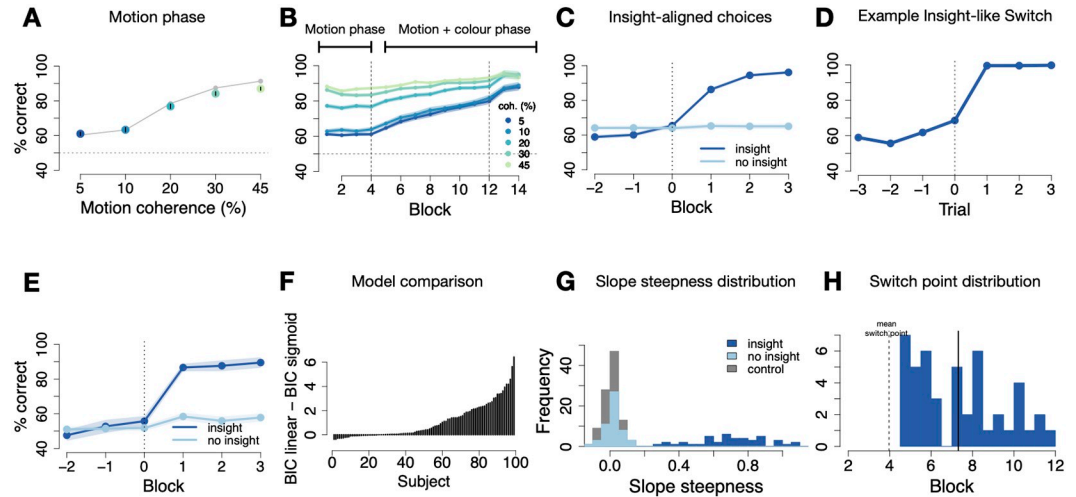 A
Motion phase
% correct
100
80
60
40
5
10
20
30
45
Motion coherence (%)
B
Motion phase
Motion + colour phase
100
80
60
40
coh. (%)
5
10
20
30
45
2
4
6
8
10
12
14
Block
C
Insight-aligned choices
100
80
60
40
insight
no insight
−2
−1
0
1
2
3
Block
D
Example Insight-like Switch
100
80
60
40
−3
−2
−1
0
1
2
3
Trial
E
% correct
100
80
60
40
insight
no insight
−2
−1
0
1
2
3
Block
F
Model comparison
BIC linear − BIC sigmoid
6
4
2
0
0
20
40
60
80
100
Subject
G
Slope steepness distribution
Frequency
40
20
0
insight
no insight
control
0.0
0.4
0.8
Slope steepness
H
Switch point distribution
mean
switch point
6
4
2
0
2
4
6
8
10
12
Block